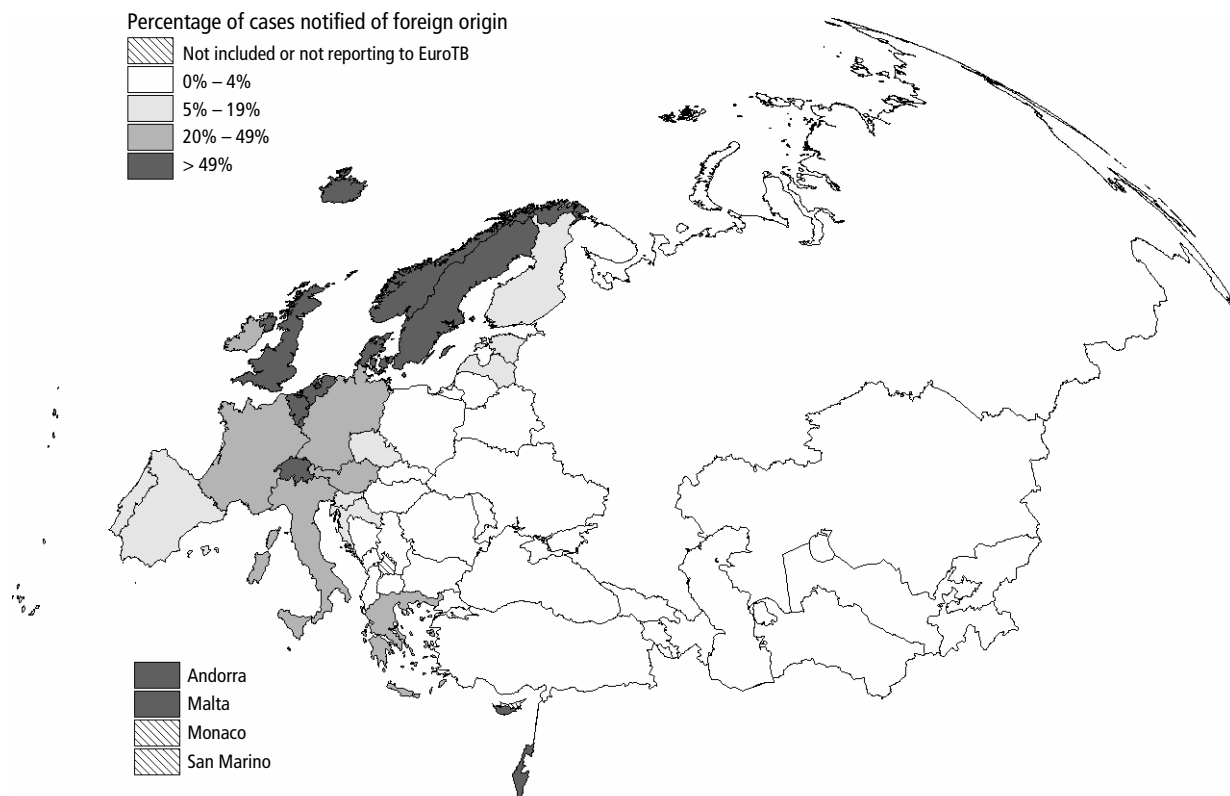 Percentage of cases notified of foreign origin
Not included or not reporting to EuroTB
0% – 4%
5% – 19%
20% – 49%
> 49%
Andorra
Malta
Monaco
San Marino